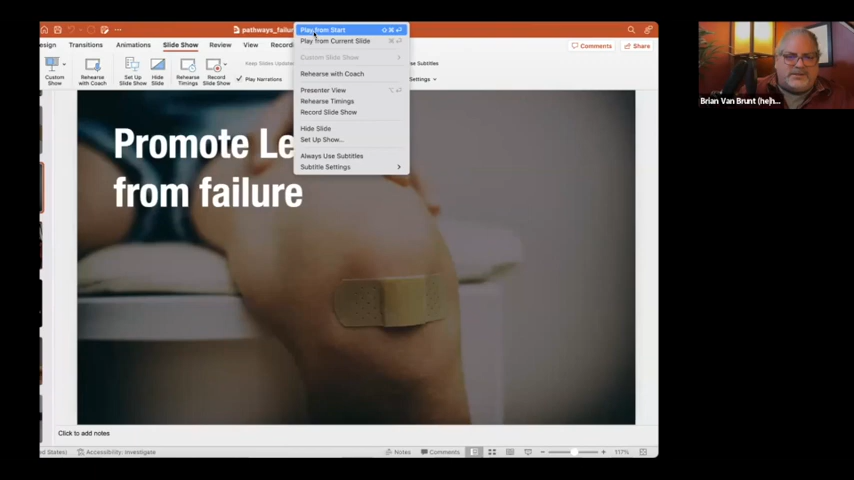 pathways_failur
esign Transitions Animations Slide Show Review View Record
Comments Share
Custom Show
Rehearse with Coach
Set Up Slide Show
Hide Slide
Rehearse Timings
Record Slide Show
Keep Slides Updated
Play Narrations
Subtitles
Settings
Play from Start
Play from Current Slide
Custom Slide Show
Rehearse with Coach
Presenter View
Rehearse Timings
Record Slide Show
Hide Slide
Set Up Show...
Always Use Subtitles
Subtitle Settings
Promote Le
from failure
Click to add notes
d States) Accessibility: Investigate Notes Comments 117%
Brian Van Brunt (he|h...